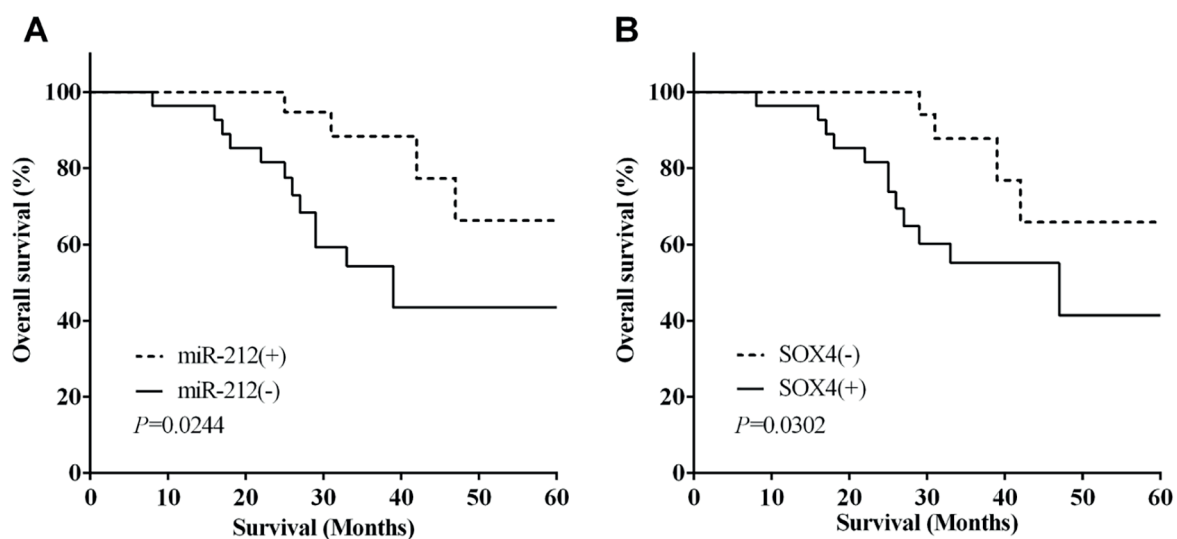 A
Overall survival (%)
100
80
60
40
20
0
miR-212(+)
miR-212(-)
P=0.0244
0 10 20 30 40 50 60
Survival (Months)
B
Overall survival (%)
100
80
60
40
20
0
SOX4(-)
SOX4(+)
P=0.0302
0 10 20 30 40 50 60
Survival (Months)